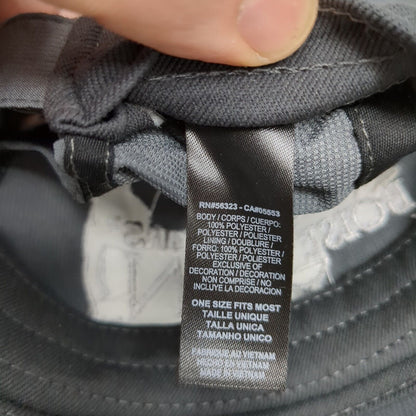 RN#56323 - CA#05553
BODY / CORPS / CUERPO:
100% POLYESTER /
POLYESTER / POLIESTER
LINING / DOUBLURE /
FORRO: 100% POLYESTER
POLYESTER / POLIESTER
EXCLUSIVE OF
DECORATION / DECORATION
NON COMPRISE / NO
INCLUYE DECORACION
ONE SIZE FITS MOST
TAILLE UNIQUE
TALLA UNICA
TAMANHO UNICO
FABRIQUE AU VIETNAM
HECHO EN VIETNAM
MADE IN VIETNAM